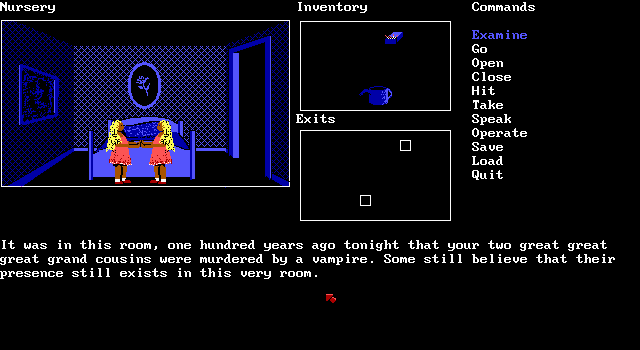 Nursery
Inventory
Commands
Examine
Go
Open
Close
Hit
Take
Speak
Operate
Save
Load
Quit
Exits
It was in this room, one hundred years ago tonight that your two great great
great grand cousins were murdered by a vampire. Some still believe that their
presence still exists in this very room.